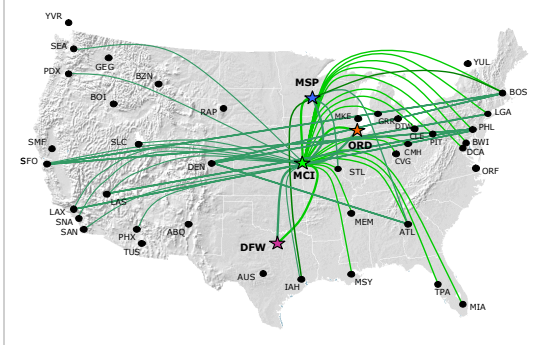 YVR
SEA
PDX
GEG
BZN
BOI
RAP
MSP
YUL
BOS
LGA
PHL
BWI
DCA
ORF
MKE
GRR
DTW
CLE
PIT
CMH
CVG
ORD
SMF
SFO
SLC
DEN
MCI
STL
LAS
LAX
SNA
SAN
PHX
TUS
ABQ
DFW
MEM
ATL
AUS
IAH
MSY
TPA
MIA